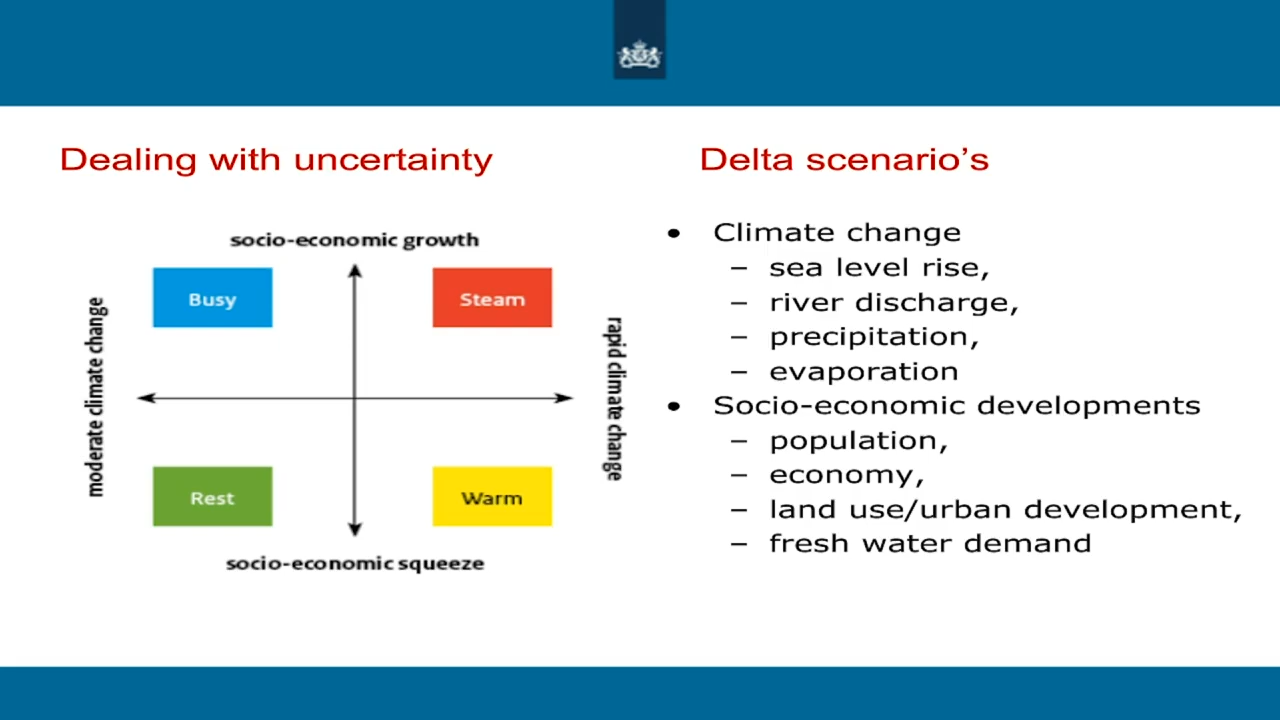 Dealing with uncertainty
socio-economic growth
Busy
Steam
moderate climate change
rapid climate change
Rest
Warm
socio-economic squeeze
Delta scenario’s
• Climate change
– sea level rise,
– river discharge,
– precipitation,
– evaporation
• Socio-economic developments
– population,
– economy,
– land use/urban development,
– fresh water demand